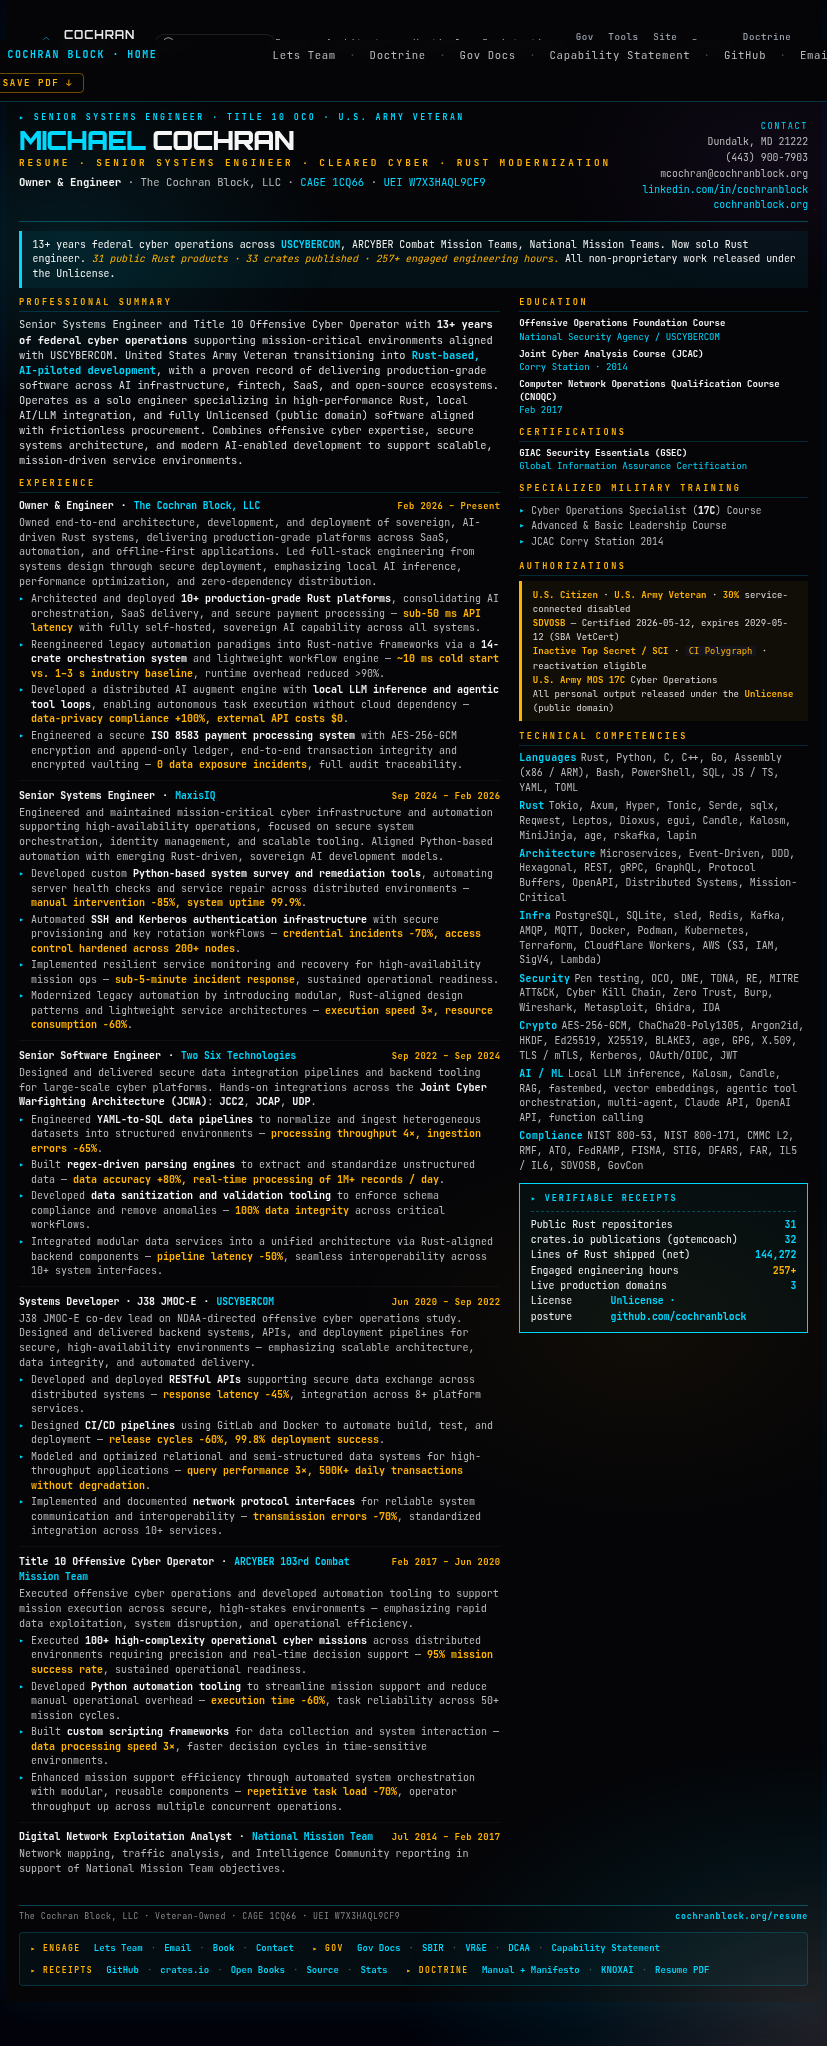 COCHRAN
Gov Tools Site Doctrine
COCHRAN BLOCK · HOME
Lets Team · Doctrine · Gov Docs · Capability Statement · GitHub · Emai
SAVE PDF ↓
▸ SENIOR SYSTEMS ENGINEER · TITLE 10 OCO · U.S. ARMY VETERAN
MICHAEL COCHRAN
RESUME · SENIOR SYSTEMS ENGINEER · CLEARED CYBER · RUST MODERNIZATION
Owner & Engineer · The Cochran Block, LLC · CAGE 1CQ66 · UEI W7X3HAQL9CF9
CONTACT
Dundalk, MD 21222
(443) 900-7903
mcochran@cochranblock.org
linkedin.com/in/cochranblock
cochranblock.org
13+ years federal cyber operations across USCYBERCOM, ARCYBER Combat Mission Teams, National Mission Teams. Now solo Rust
engineer. 31 public Rust products · 33 crates published · 257+ engaged engineering hours. All non-proprietary work released under
the Unlicense.
PROFESSIONAL SUMMARY
Senior Systems Engineer and Title 10 Offensive Cyber Operator with 13+ years
of federal cyber operations supporting mission-critical environments aligned
with USCYBERCOM. United States Army Veteran transitioning into Rust-based,
AI-piloted development, with a proven record of delivering production-grade
software across AI infrastructure, fintech, SaaS, and open-source ecosystems.
Operates as a solo engineer specializing in high-performance Rust, local
AI/LLM integration, and fully Unlicensed (public domain) software aligned
with frictionless procurement. Combines offensive cyber expertise, secure
systems architecture, and modern AI-enabled development to support scalable,
mission-driven service environments.
EXPERIENCE
Owner & Engineer · The Cochran Block, LLC Feb 2026 – Present
Owned end-to-end architecture, development, and deployment of sovereign, AI-
driven Rust systems, delivering production-grade platforms across SaaS,
automation, and offline-first applications. Led full-stack engineering from
systems design through secure deployment, emphasizing local AI inference,
performance optimization, and zero-dependency distribution.
▸ Architected and deployed 10+ production-grade Rust platforms, consolidating AI
orchestration, SaaS delivery, and secure payment processing — sub-50 ms API
latency with fully self-hosted, sovereign AI capability across all systems.
▸ Reengineered legacy automation paradigms into Rust-native frameworks via a 14-
crate orchestration system and lightweight workflow engine — ~10 ms cold start
vs. 1–3 s industry baseline, runtime overhead reduced >90%.
▸ Developed a distributed AI augment engine with local LLM inference and agentic
tool loops, enabling autonomous task execution without cloud dependency —
data-privacy compliance +100%, external API costs $0.
▸ Engineered a secure ISO 8583 payment processing system with AES-256-GCM
encryption and append-only ledger, end-to-end transaction integrity and
encrypted vaulting — 0 data exposure incidents, full audit traceability.
Senior Systems Engineer · MaxisIQ Sep 2024 – Feb 2026
Engineered and maintained mission-critical cyber infrastructure and automation
supporting high-availability operations, focused on secure system
orchestration, identity management, and scalable tooling. Aligned Python-based
automation with emerging Rust-driven, sovereign AI development models.
▸ Developed custom Python-based system survey and remediation tools, automating
server health checks and service repair across distributed environments —
manual intervention -85%, system uptime 99.9%.
▸ Automated SSH and Kerberos authentication infrastructure with secure
provisioning and key rotation workflows — credential incidents -70%, access
control hardened across 200+ nodes.
▸ Implemented resilient service monitoring and recovery for high-availability
mission ops — sub-5-minute incident response, sustained operational readiness.
▸ Modernized legacy automation by introducing modular, Rust-aligned design
patterns and lightweight service architectures — execution speed 3×, resource
consumption -60%.
Senior Software Engineer · Two Six Technologies Sep 2022 – Sep 2024
Designed and delivered secure data integration pipelines and backend tooling
for large-scale cyber platforms. Hands-on integrations across the Joint Cyber
Warfighting Architecture (JCWA): JCC2, JCAP, UDP.
▸ Engineered YAML-to-SQL data pipelines to normalize and ingest heterogeneous
datasets into structured environments — processing throughput 4×, ingestion
errors -65%.
▸ Built regex-driven parsing engines to extract and standardize unstructured
data — data accuracy +80%, real-time processing of 1M+ records / day.
▸ Developed data sanitization and validation tooling to enforce schema
compliance and remove anomalies — 100% data integrity across critical
workflows.
▸ Integrated modular data services into a unified architecture via Rust-aligned
backend components — pipeline latency -50%, seamless interoperability across
10+ system interfaces.
Systems Developer · J38 JMOC-E · USCYBERCOM Jun 2020 – Sep 2022
J38 JMOC-E co-dev lead on NDAA-directed offensive cyber operations study.
Designed and delivered backend systems, APIs, and deployment pipelines for
secure, high-availability environments — emphasizing scalable architecture,
data integrity, and automated delivery.
▸ Developed and deployed RESTful APIs supporting secure data exchange across
distributed systems — response latency -45%, integration across 8+ platform
services.
▸ Designed CI/CD pipelines using GitLab and Docker to automate build, test, and
deployment — release cycles -60%, 99.8% deployment success.
▸ Modeled and optimized relational and semi-structured data systems for high-
throughput applications — query performance 3×, 500K+ daily transactions
without degradation.
▸ Implemented and documented network protocol interfaces for reliable system
communication and interoperability — transmission errors -70%, standardized
integration across 10+ services.
Title 10 Offensive Cyber Operator · ARCYBER 103rd Combat Feb 2017 – Jun 2020
Mission Team
Executed offensive cyber operations and developed automation tooling to support
mission execution across secure, high-stakes environments — emphasizing rapid
data exploitation, system disruption, and operational efficiency.
▸ Executed 100+ high-complexity operational cyber missions across distributed
environments requiring precision and real-time decision support — 95% mission
success rate, sustained operational readiness.
▸ Developed Python automation tooling to streamline mission support and reduce
manual operational overhead — execution time -60%, task reliability across 50+
mission cycles.
▸ Built custom scripting frameworks for data collection and system interaction —
data processing speed 3×, faster decision cycles in time-sensitive
environments.
▸ Enhanced mission support efficiency through automated system orchestration
with modular, reusable components — repetitive task load -70%, operator
throughput up across multiple concurrent operations.
Digital Network Exploitation Analyst · National Mission Team Jul 2014 – Feb 2017
Network mapping, traffic analysis, and Intelligence Community reporting in
support of National Mission Team objectives.
EDUCATION
Offensive Operations Foundation Course
National Security Agency / USCYBERCOM
Joint Cyber Analysis Course (JCAC)
Corry Station · 2014
Computer Network Operations Qualification Course
(CNOQC)
Feb 2017
CERTIFICATIONS
GIAC Security Essentials (GSEC)
Global Information Assurance Certification
SPECIALIZED MILITARY TRAINING
▸ Cyber Operations Specialist (17C) Course
▸ Advanced & Basic Leadership Course
▸ JCAC Corry Station 2014
AUTHORIZATIONS
U.S. Citizen · U.S. Army Veteran · 30% service-
connected disabled
SDVOSB — Certified 2026-05-12, expires 2029-05-
12 (SBA VetCert)
Inactive Top Secret / SCI · CI Polygraph ·
reactivation eligible
U.S. Army MOS 17C Cyber Operations
All personal output released under the Unlicense
(public domain)
TECHNICAL COMPETENCIES
Languages Rust, Python, C, C++, Go, Assembly
(x86 / ARM), Bash, PowerShell, SQL, JS / TS,
YAML, TOML
Rust Tokio, Axum, Hyper, Tonic, Serde, sqlx,
Reqwest, Leptos, Dioxus, egui, Candle, Kalosm,
MiniJinja, age, rskafka, lapin
Architecture Microservices, Event-Driven, DDD,
Hexagonal, REST, gRPC, GraphQL, Protocol
Buffers, OpenAPI, Distributed Systems, Mission-
Critical
Infra PostgreSQL, SQLite, sled, Redis, Kafka,
AMQP, MQTT, Docker, Podman, Kubernetes,
Terraform, Cloudflare Workers, AWS (S3, IAM,
SigV4, Lambda)
Security Pen testing, OCO, DNE, TDNA, RE, MITRE
ATT&CK, Cyber Kill Chain, Zero Trust, Burp,
Wireshark, Metasploit, Ghidra, IDA
Crypto AES-256-GCM, ChaCha20-Poly1305, Argon2id,
HKDF, Ed25519, X25519, BLAKE3, age, GPG, X.509,
TLS / mTLS, Kerberos, OAuth/OIDC, JWT
AI / ML Local LLM inference, Kalosm, Candle,
RAG, fastembed, vector embeddings, agentic tool
orchestration, multi-agent, Claude API, OpenAI
API, function calling
Compliance NIST 800-53, NIST 800-171, CMMC L2,
RMF, ATO, FedRAMP, FISMA, STIG, DFARS, FAR, IL5
/ IL6, SDVOSB, GovCon
▸ VERIFIABLE RECEIPTS
Public Rust repositories 31
crates.io publications (gotemcoach) 32
Lines of Rust shipped (net) 144,272
Engaged engineering hours 257+
Live production domains 3
License Unlicense ·
posture github.com/cochranblock
The Cochran Block, LLC · Veteran-Owned · CAGE 1CQ66 · UEI W7X3HAQL9CF9
cochranblock.org/resume
▸ ENGAGE Lets Team · Email · Book · Contact ▸ GOV Gov Docs · SBIR · VR&E · DCAA · Capability Statement
▸ RECEIPTS GitHub · crates.io · Open Books · Source · Stats ▸ DOCTRINE Manual + Manifesto · KNOXAI · Resume PDF